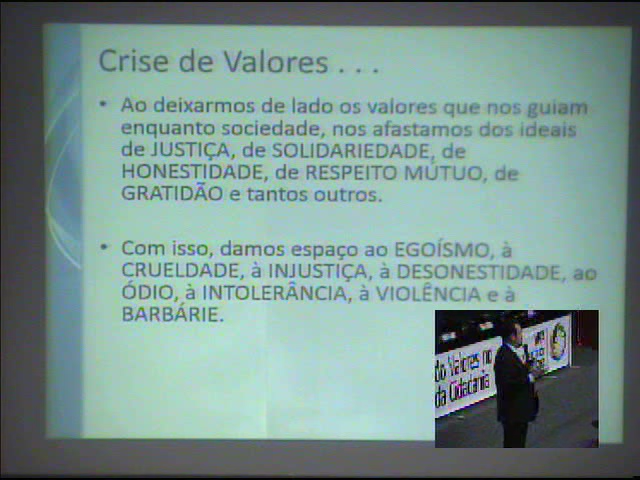 Crise de Valores . . .
• Ao deixarmos de lado os valores que nos guiam
enquanto sociedade, nos afastamos dos ideais
de JUSTIÇA, de SOLIDARIEDADE, de
HONESTIDADE, de RESPEITO MÚTUO, de
GRATIDÃO e tantos outros.
• Com isso, damos espaço ao EGOÍSMO, à
CRUELDADE, à INJUSTIÇA, à DESONESTIDADE, ao
ÓDIO, à INTOLERÂNCIA, à VIOLÊNCIA e à
BARBÁRIE.
do Valores no
da Cidadania